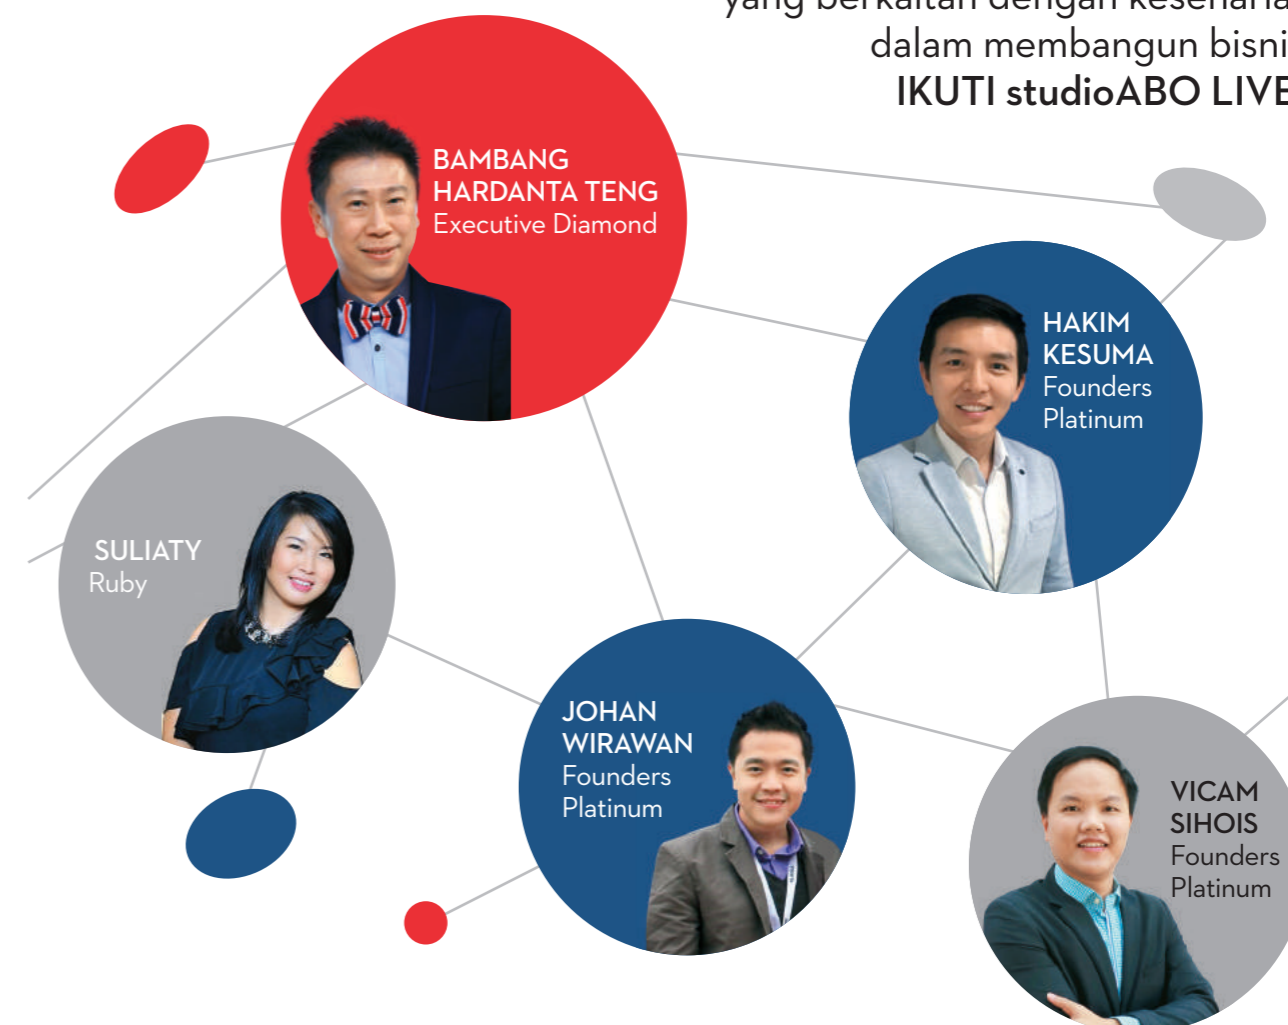 dalam membangun
IKUTI studioABO LIVE
BAMBANG
HARDANTA TENG
Executive Diamond
HAKIM
KESUMA
Founders
Platinum
SULIATY
Ruby
JOHAN
WIRAWAN
Founders
Platinum
VICAM
SIHOIS
Founders
Platinum